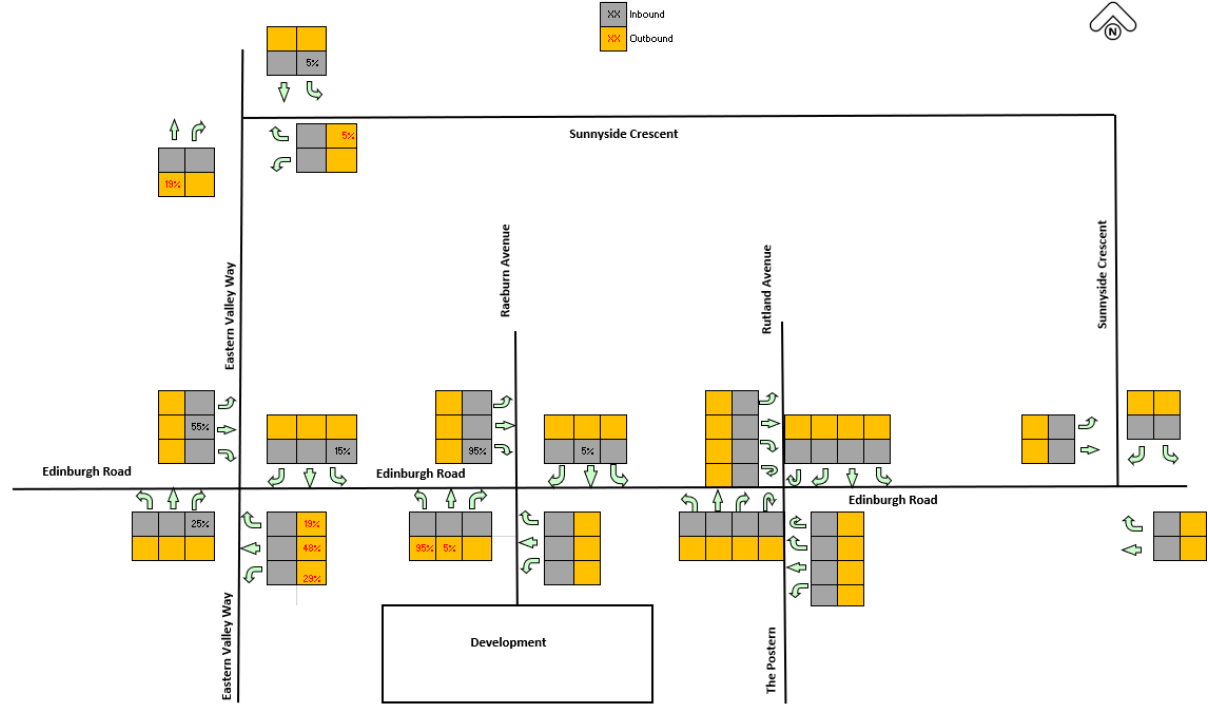 XX Inbound
XX Outbound
N
5%
Sunnyside Crescent
5%
19%
Eastern Valley Way
Raeburn Avenue
Rutland Avenue
Sunnyside Crescent
55%
15%
95%
5%
Edinburgh Road
Edinburgh Road
Edinburgh Road
25%
19%
48%
29%
95% 5%
Eastern Valley Way
Development
The Postern